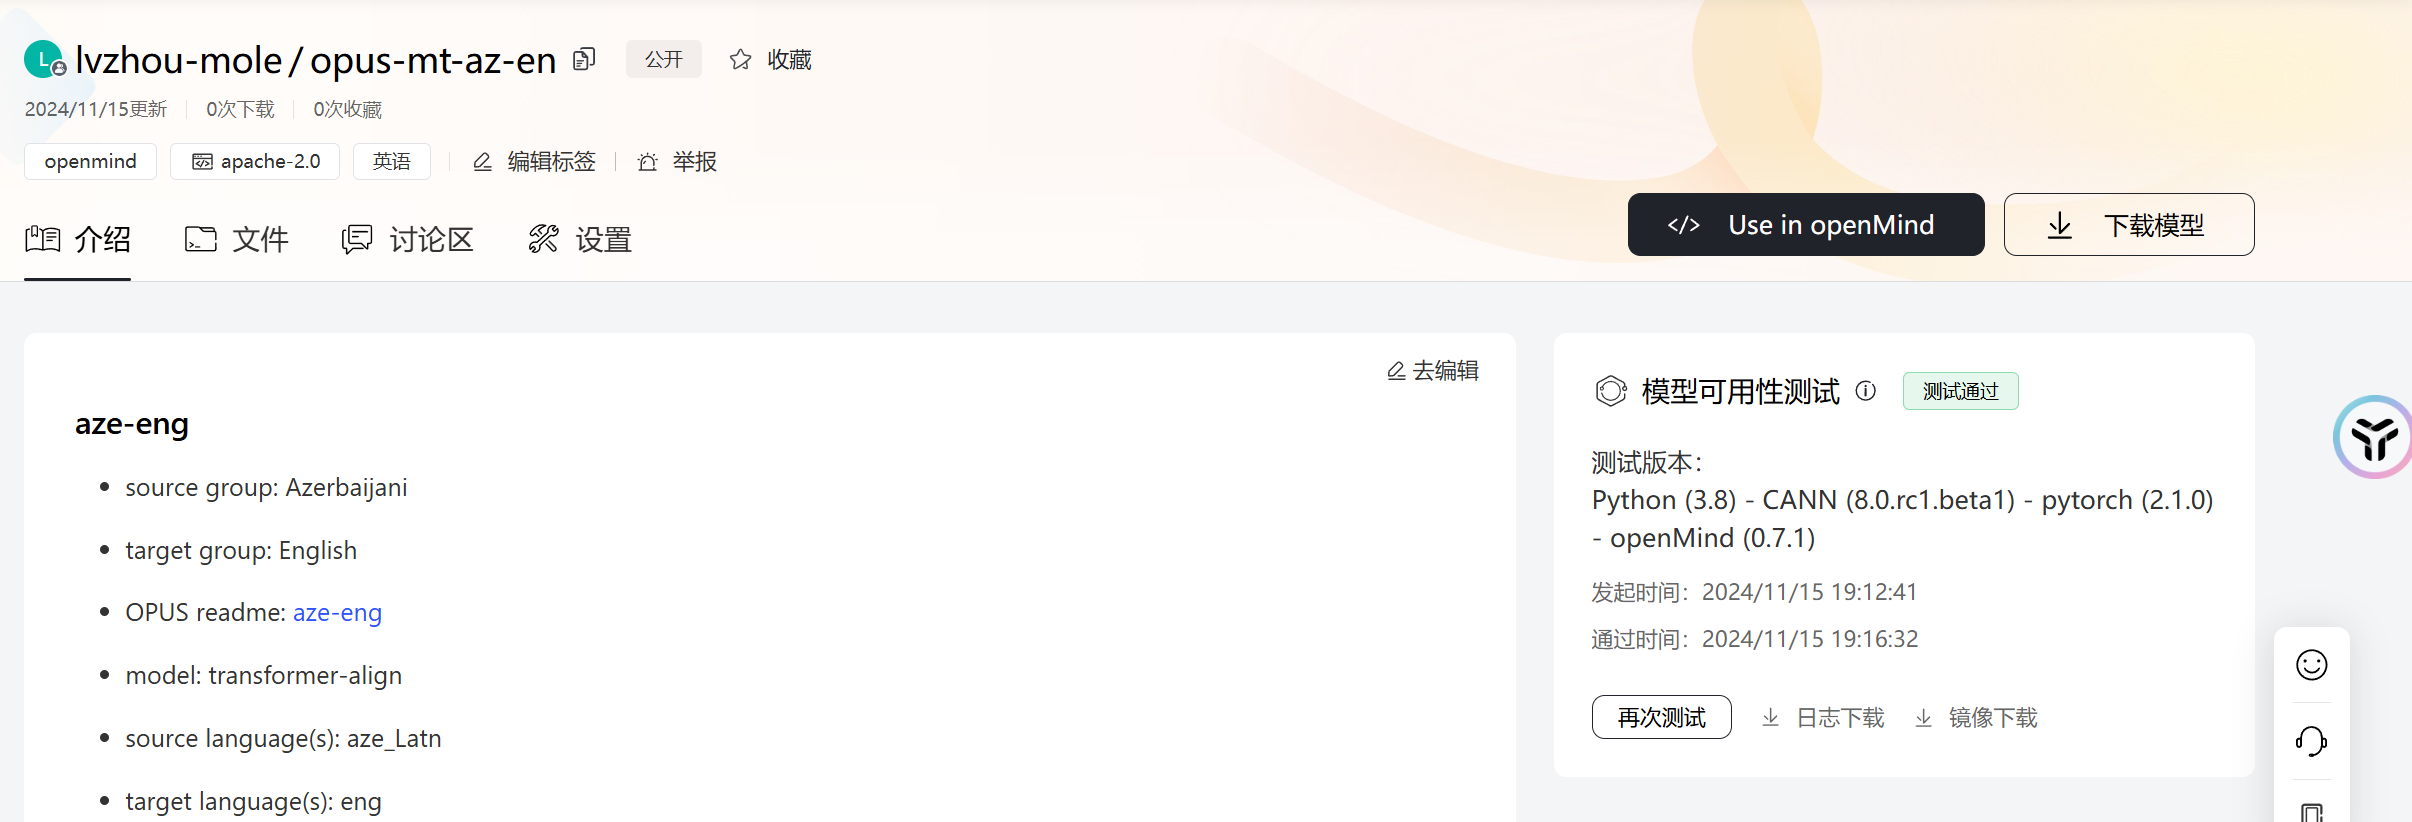 L lvzhou-mole / opus-mt-az-en 公开 收藏
2024/11/15更新 0次下载 0次收藏
openmind apache-2.0 英语 编辑标签 举报
介绍 文件 讨论区 设置
</> Use in openMind 下载模型
去编辑
aze-eng
• source group: Azerbaijani
• target group: English
• OPUS readme: aze-eng
• model: transformer-align
• source language(s): aze_Latn
• target language(s): eng
模型可用性测试 测试通过
测试版本：
Python (3.8) - CANN (8.0.rc1.beta1) - pytorch (2.1.0)
- openMind (0.7.1)
发起时间：2024/11/15 19:12:41
通过时间：2024/11/15 19:16:32
再次测试 日志下载 镜像下载